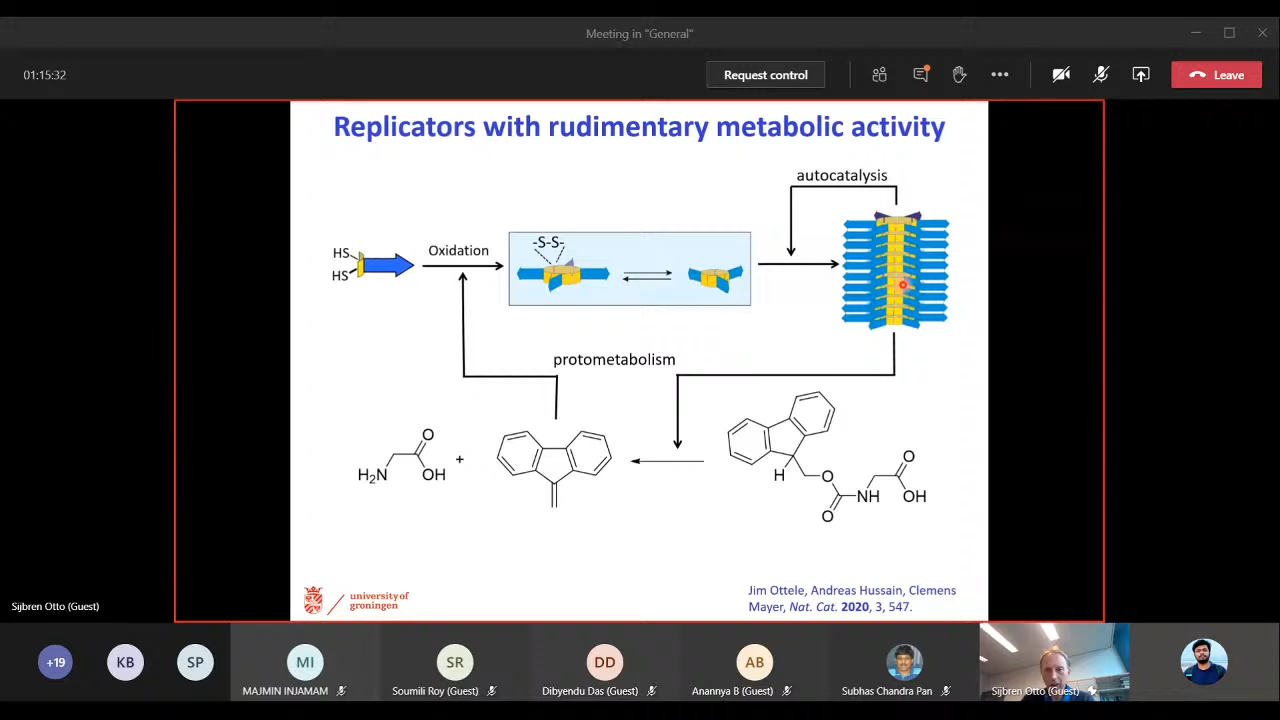 Meeting in "General"
01:15:32
Request control
Leave
Replicators with rudimentary metabolic activity
autocatalysis
-S-S-
HS
HS
Oxidation
protometabolism
O
H₂N
OH
+
H
O
O
NH
O
OH
university of
groningen
Jim Ottele, Andreas Hussain, Clemens
Mayer, Nat. Cat. 2020, 3, 547.
Sijbren Otto (Guest)
+19
KB
SP
MI
SR
DD
AB
MAJMIN INJAMAM
Soumili Roy (Guest)
Dibyendu Das (Guest)
Anannya B (Guest)
Subhas Chandra Pan
Sijbren Otto (Guest)